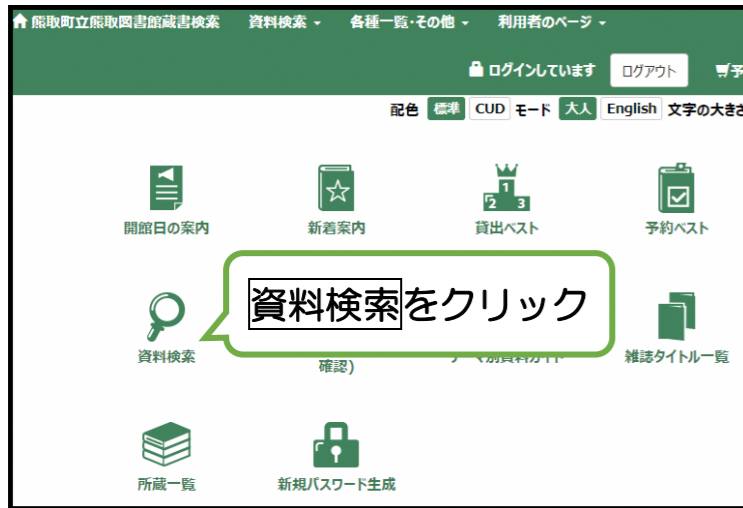 熊取町立熊取図書館蔵書検索 資料検索 各種一覧・その他 利用者のページ
ログインしています ログアウト 予
配色 標準 CUD モード 大人 English 文字の大きさ
開館日の案内 新着案内 貸出ベスト 予約ベスト
1
2 3
資料検索をクリック
資料検索 確認) 雑誌タイトル一覧
所蔵一覧 新規パスワード生成